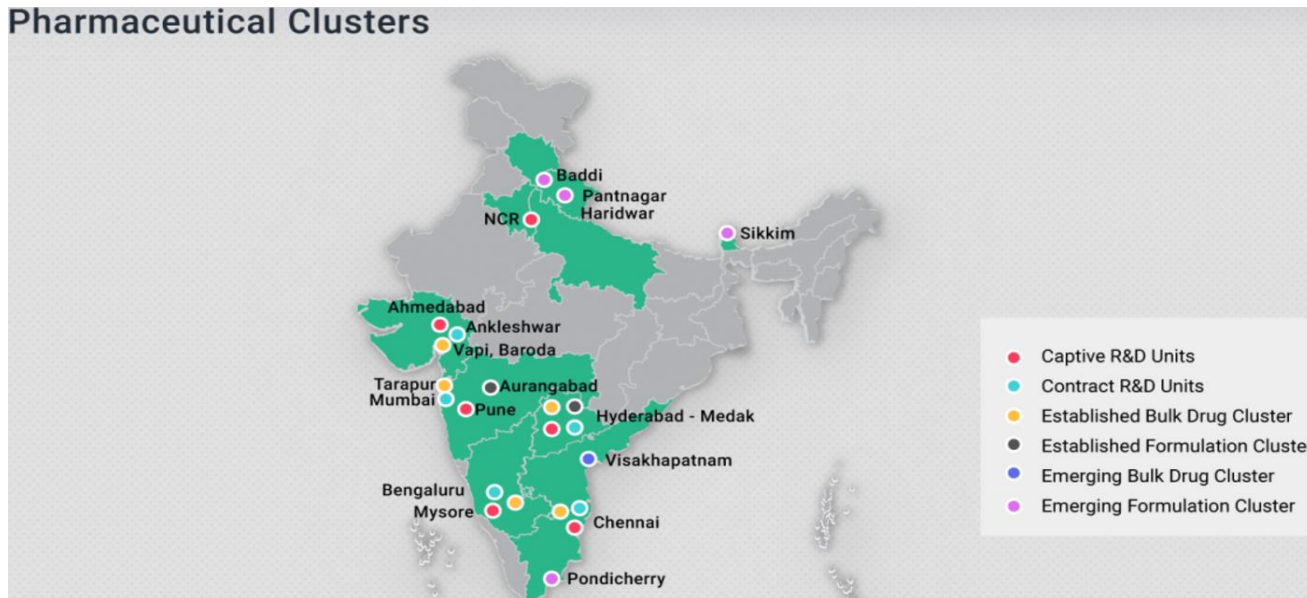 Pharmaceutical Clusters
Baddi
Pantnagar
Haridwar
NCR
Sikkim
Ahmedabad
Ankleshwar
Vapi, Baroda
Tarapur
Aurangabad
Mumbai
Pune
Hyderabad - Medak
Visakhapatnam
Bengaluru
Mysore
Chennai
Pondicherry
Captive R&D Units
Contract R&D Units
Established Bulk Drug Cluster
Established Formulation Cluste
Emerging Bulk Drug Cluster
Emerging Formulation Cluster